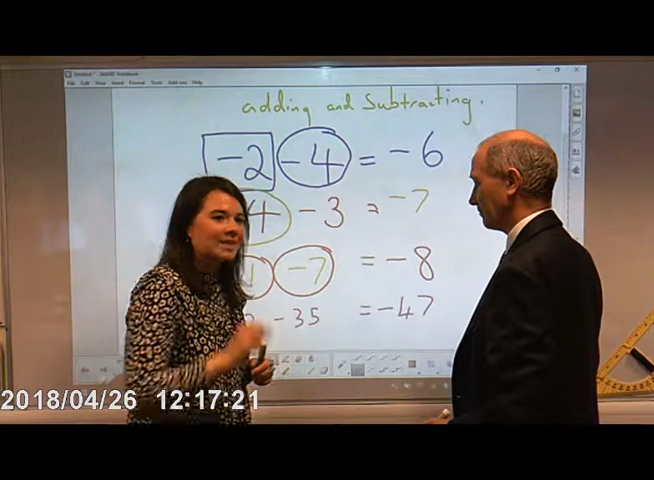 adding and Subtracting.
-2 -4 = -6
4 -3 = -7
-7 = -8
-35 = -47
2018/04/26 12:17:21